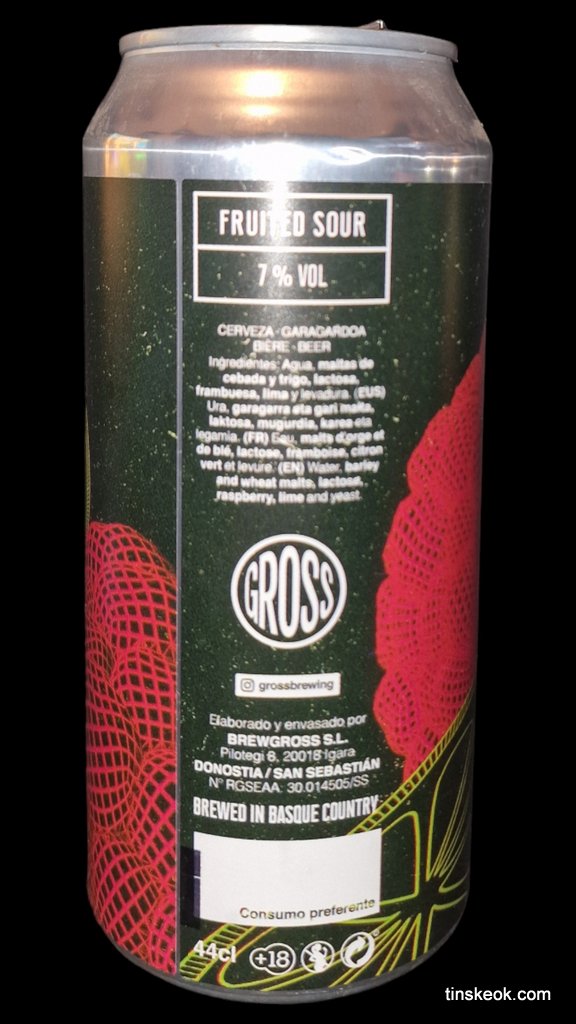 FRUITED SOUR
7 % VOL
CERVEZA · GARAGARDOA
BIÈRE · BEER
Ingredientes: Agua, maltas de
cebada y trigo, lactosa,
frambuesa, lima y levadura. (EUS)
Ura, garagarra eta gari malta,
laktosa, mugurdia, karea eta
legamia. (FR) Eau, malts d'orge et
de blé, lactose, framboise, citron
vert et levure. (EN) Water, barley
and wheat malts, lactose,
raspberry, lime and yeast.
GROSS
grossbrewing
Elaborado y envasado por
BREWGROSS S.L.
Pilotegi 8, 20018 Igara
DONOSTIA / SAN SEBASTIÁN
Nº RGSEAA: 30.014505/SS
BREWED IN BASQUE COUNTRY
Consumo preferente
44cl +18
tinskeok.com